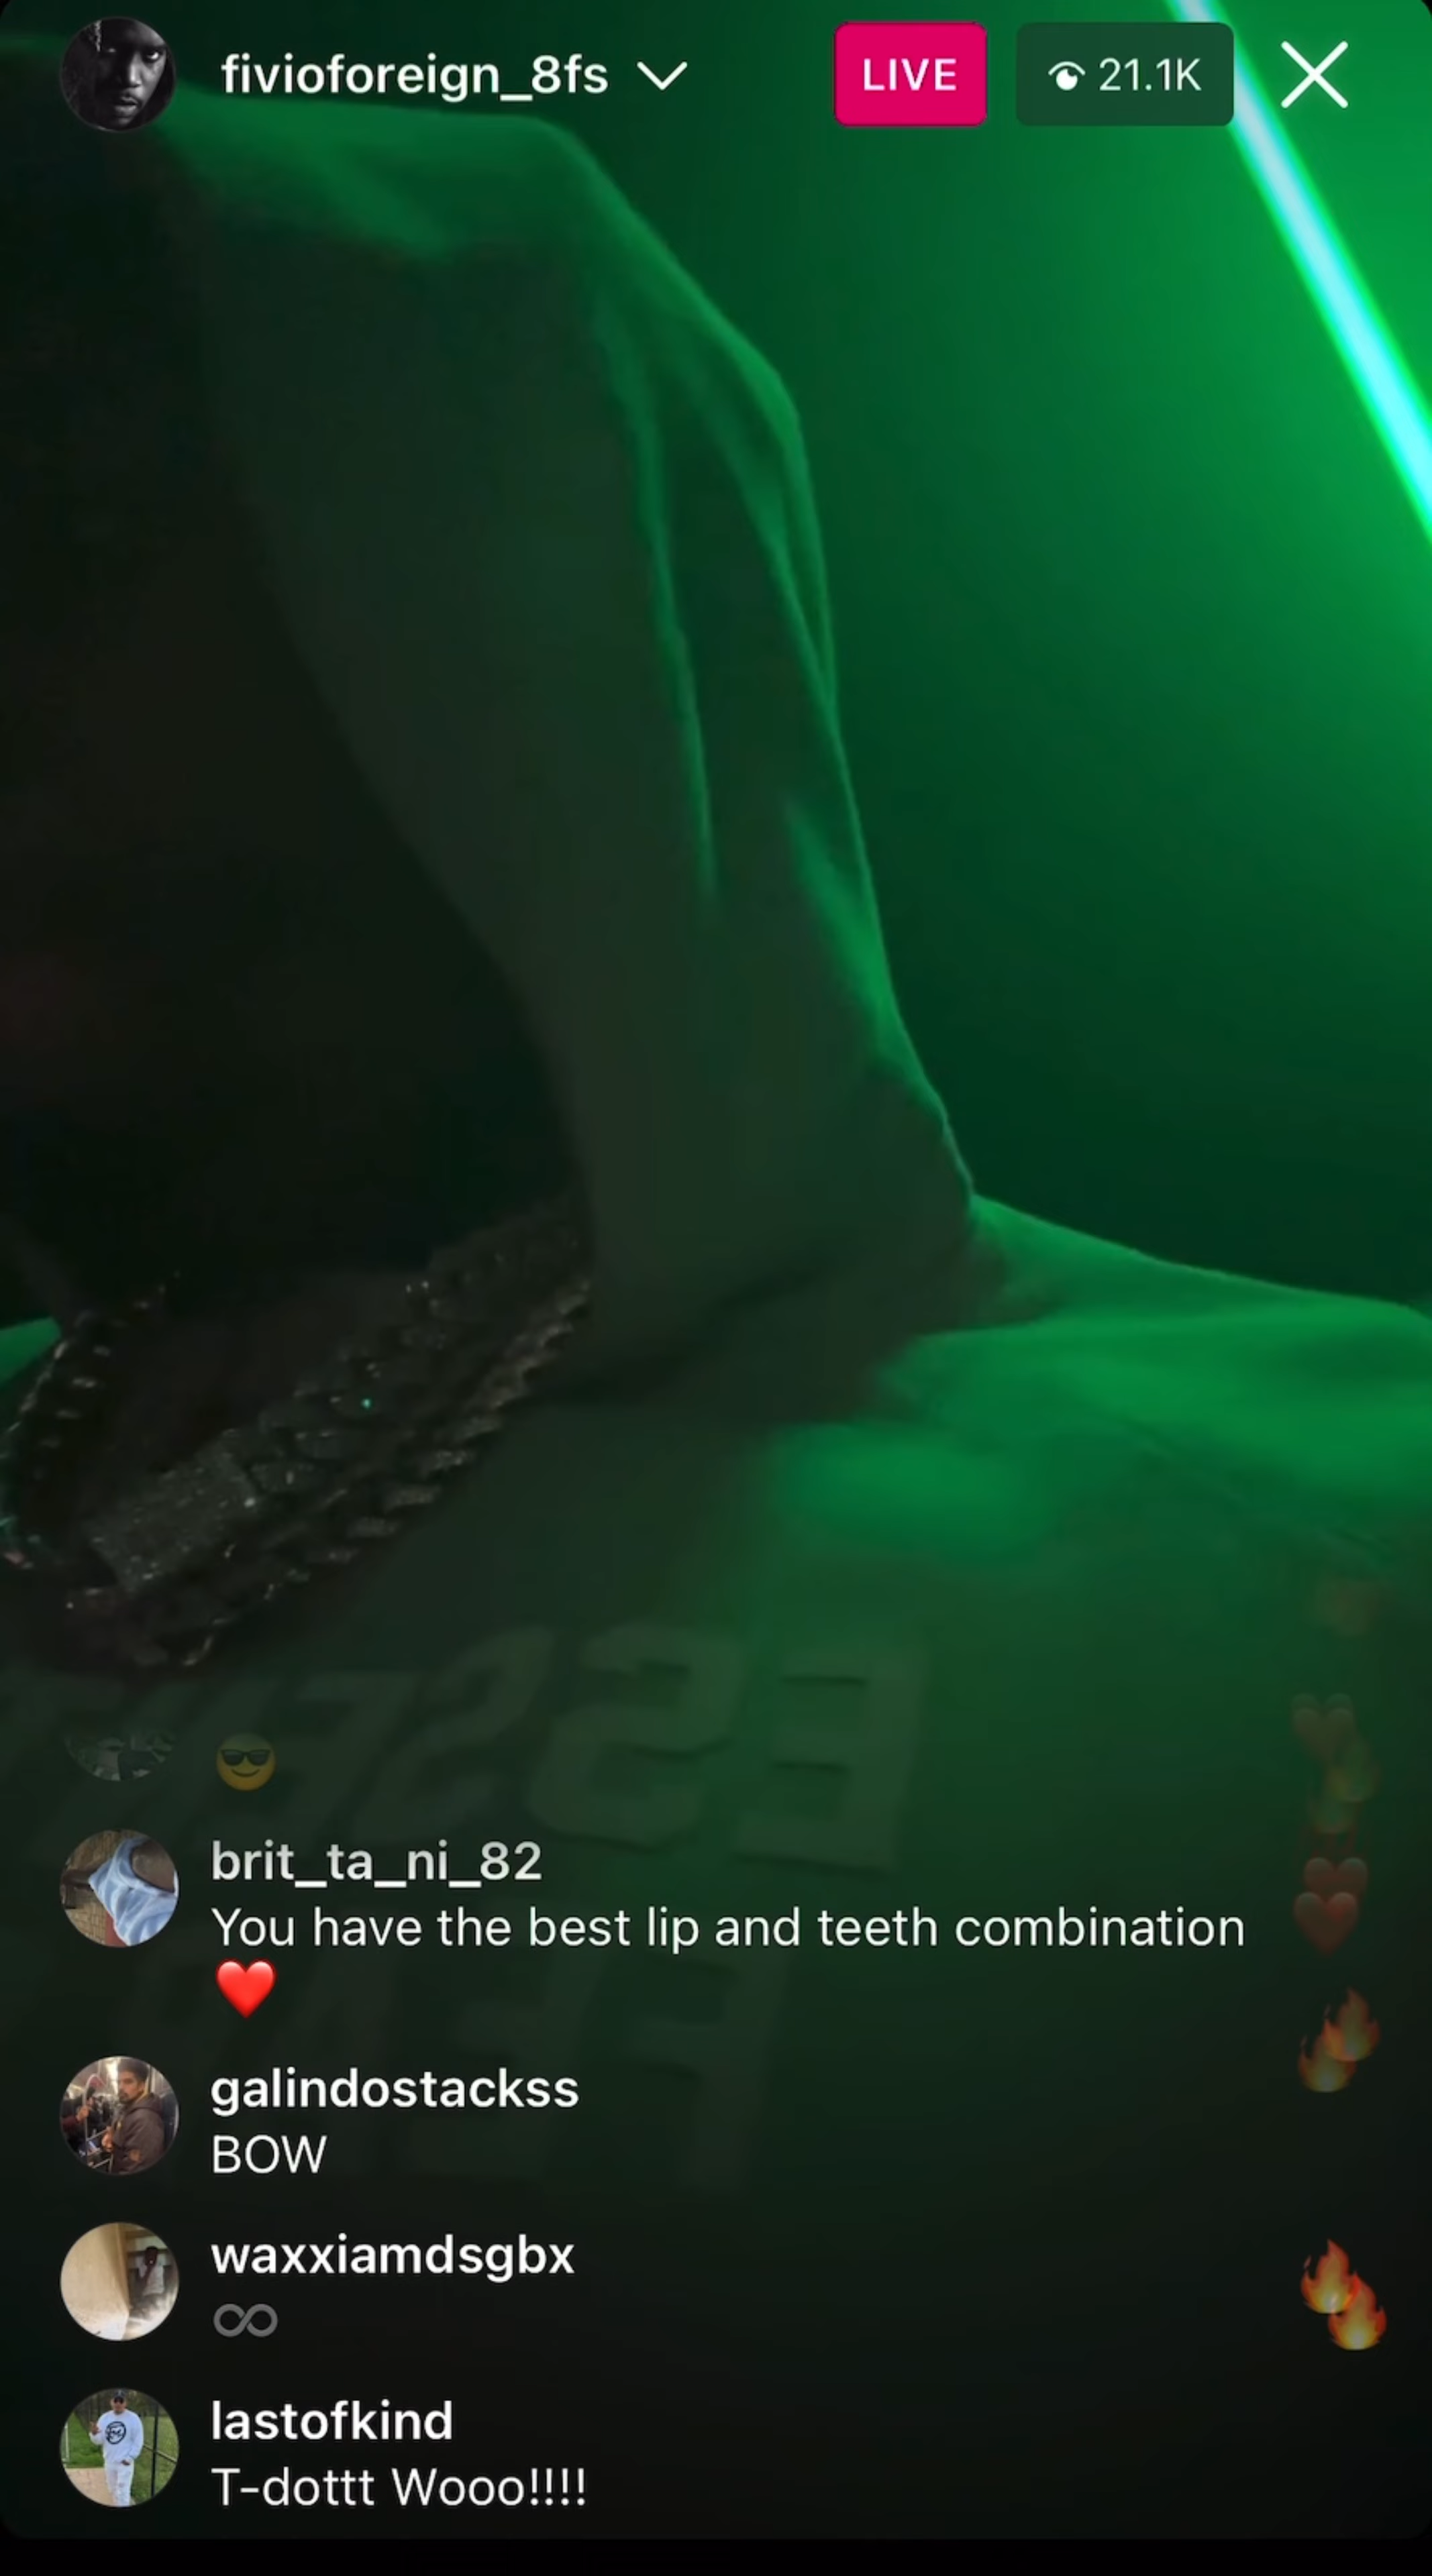 fivioforeign_8fs
LIVE
21.1K
😎
brit_ta_ni_82
You have the best lip and teeth combination
❤️
galindostackss
BOW
waxxiamdsgbx
♾
lastofkind
T-dottt Wooo!!!!